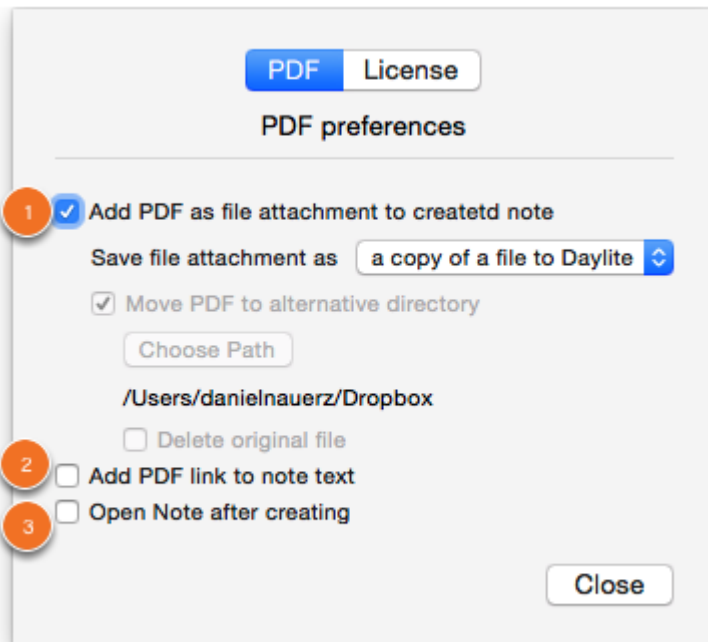 PDF License
PDF preferences
1 Add PDF as file attachment to createtd note
Save file attachment as a copy of a file to Daylite
Move PDF to alternative directory
Choose Path
/Users/danielnauerz/Dropbox
Delete original file
2 Add PDF link to note text
3 Open Note after creating
Close